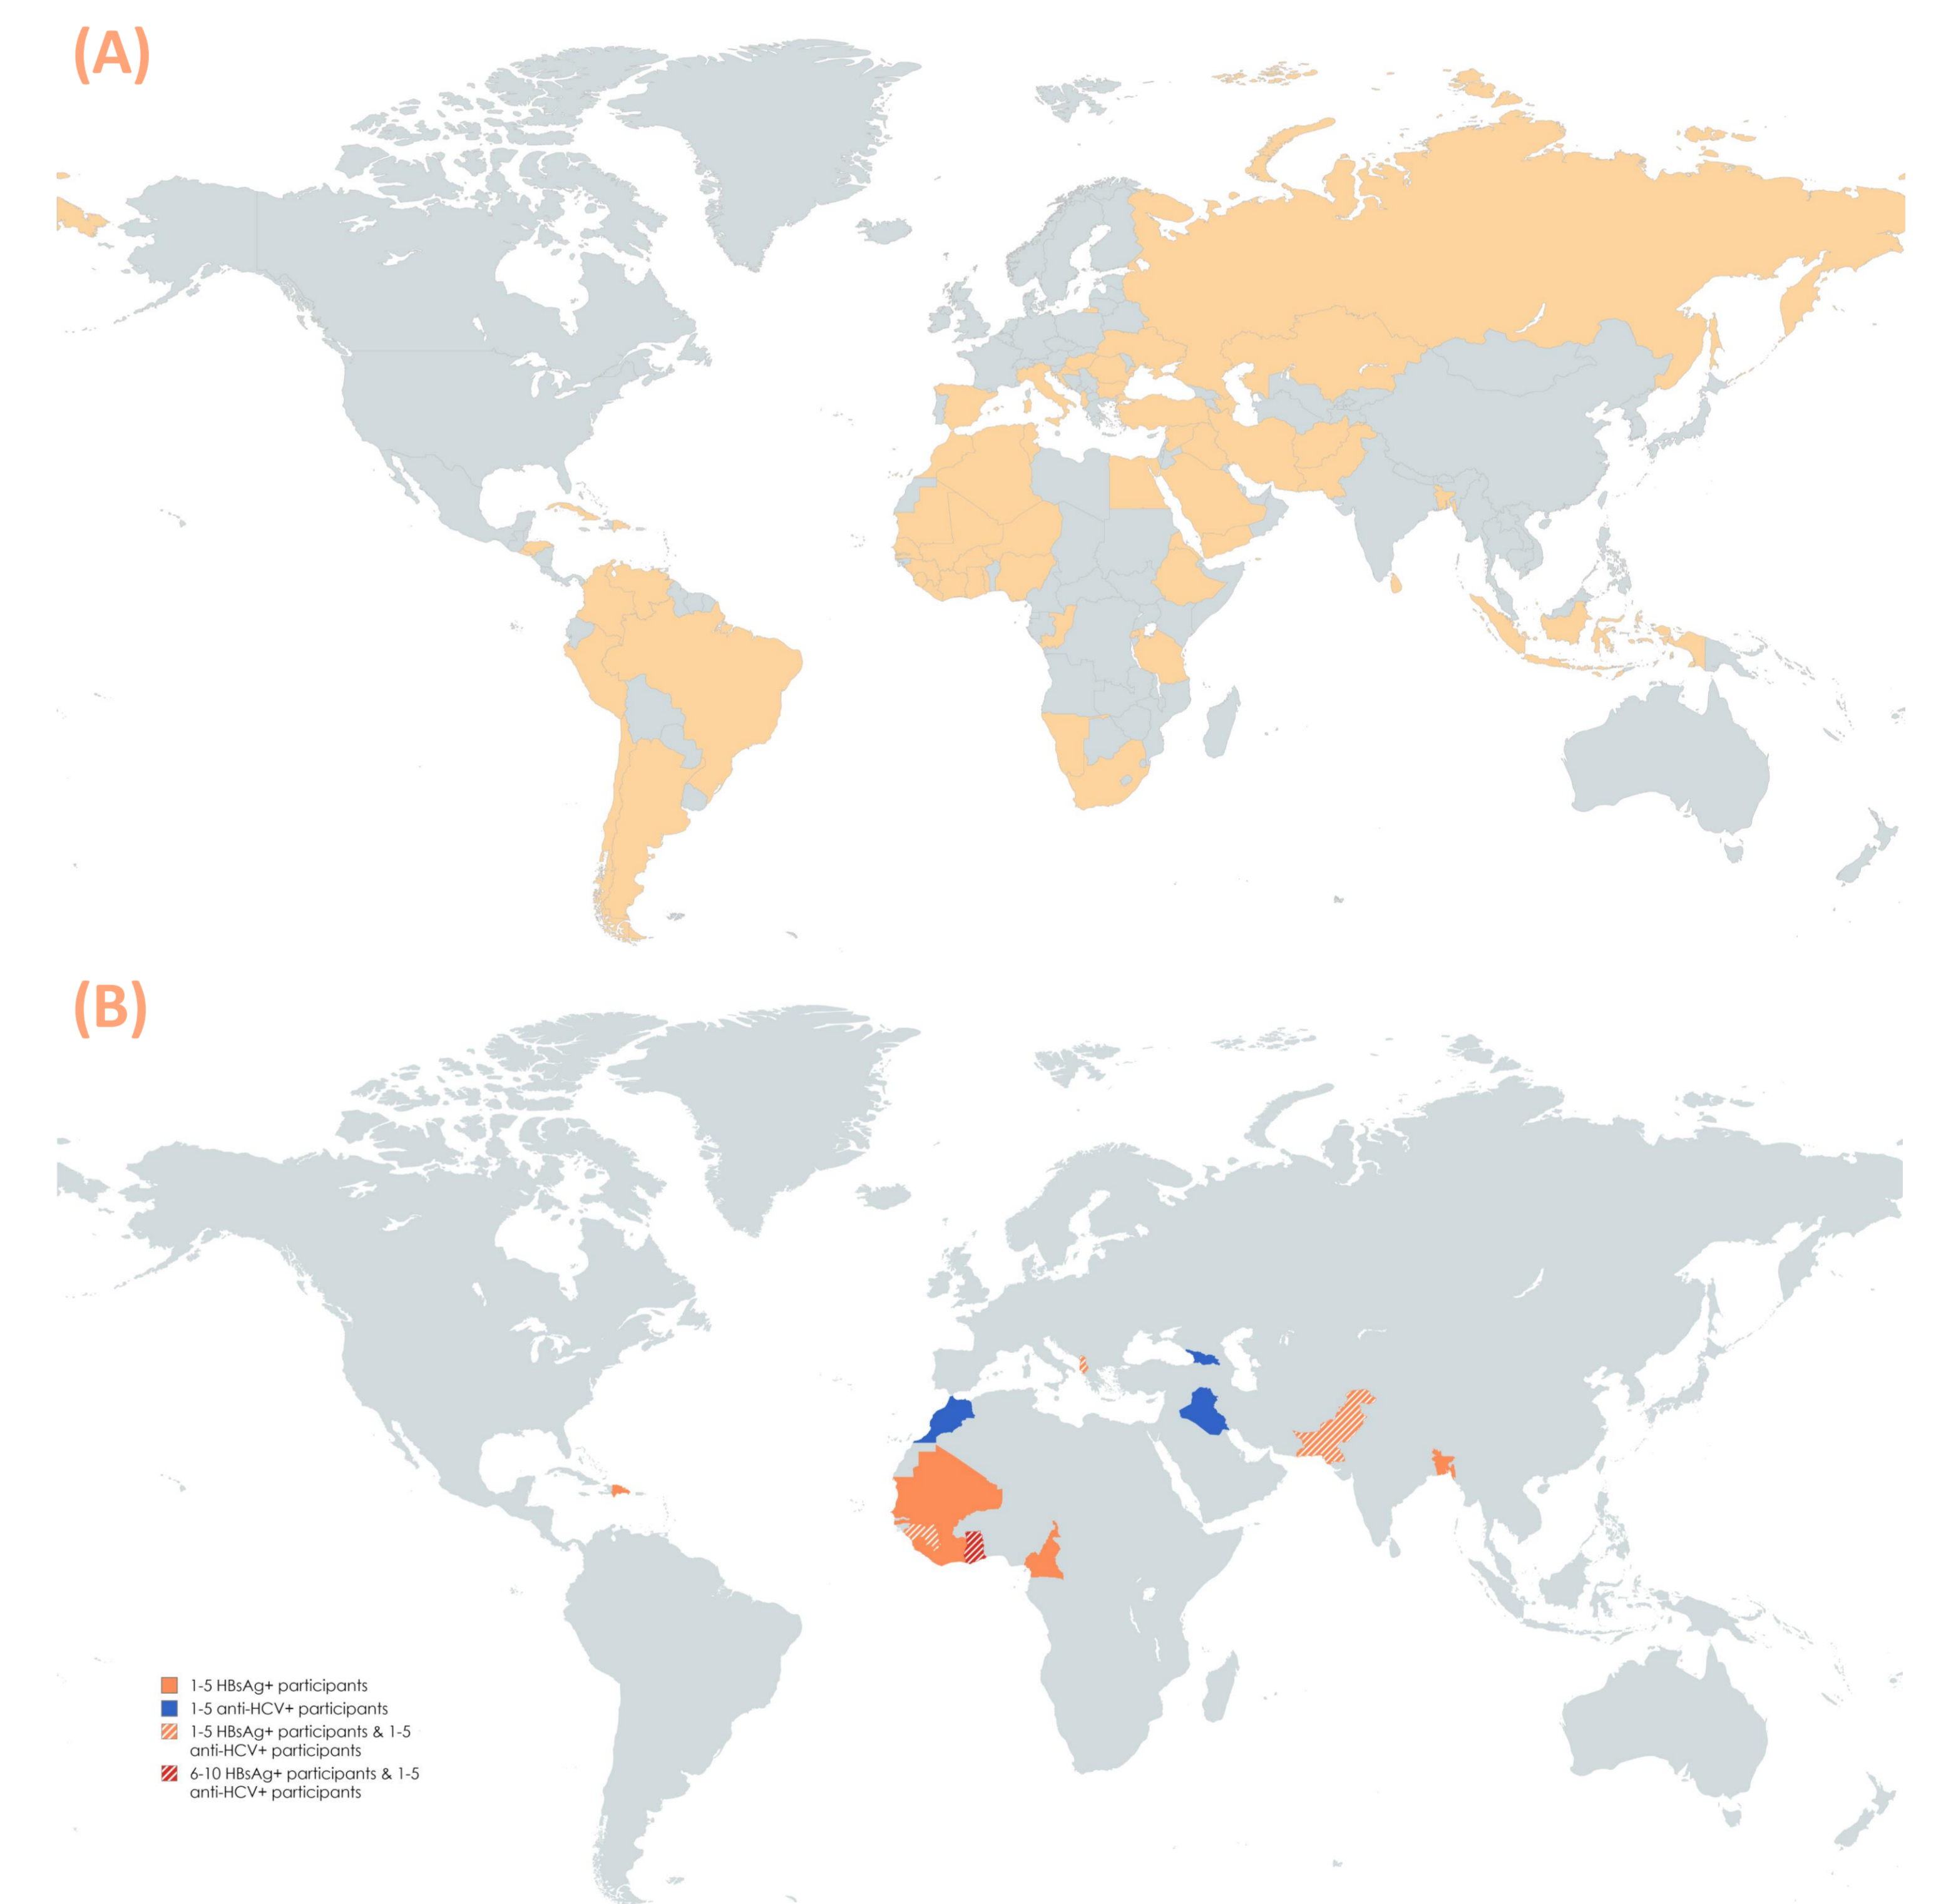 (A)
(B)
1-5 HBsAg+ participants
1-5 anti-HCV+ participants
1-5 HBsAg+ participants & 1-5
anti-HCV+ participants
6-10 HBsAg+ participants & 1-5
anti-HCV+ participants